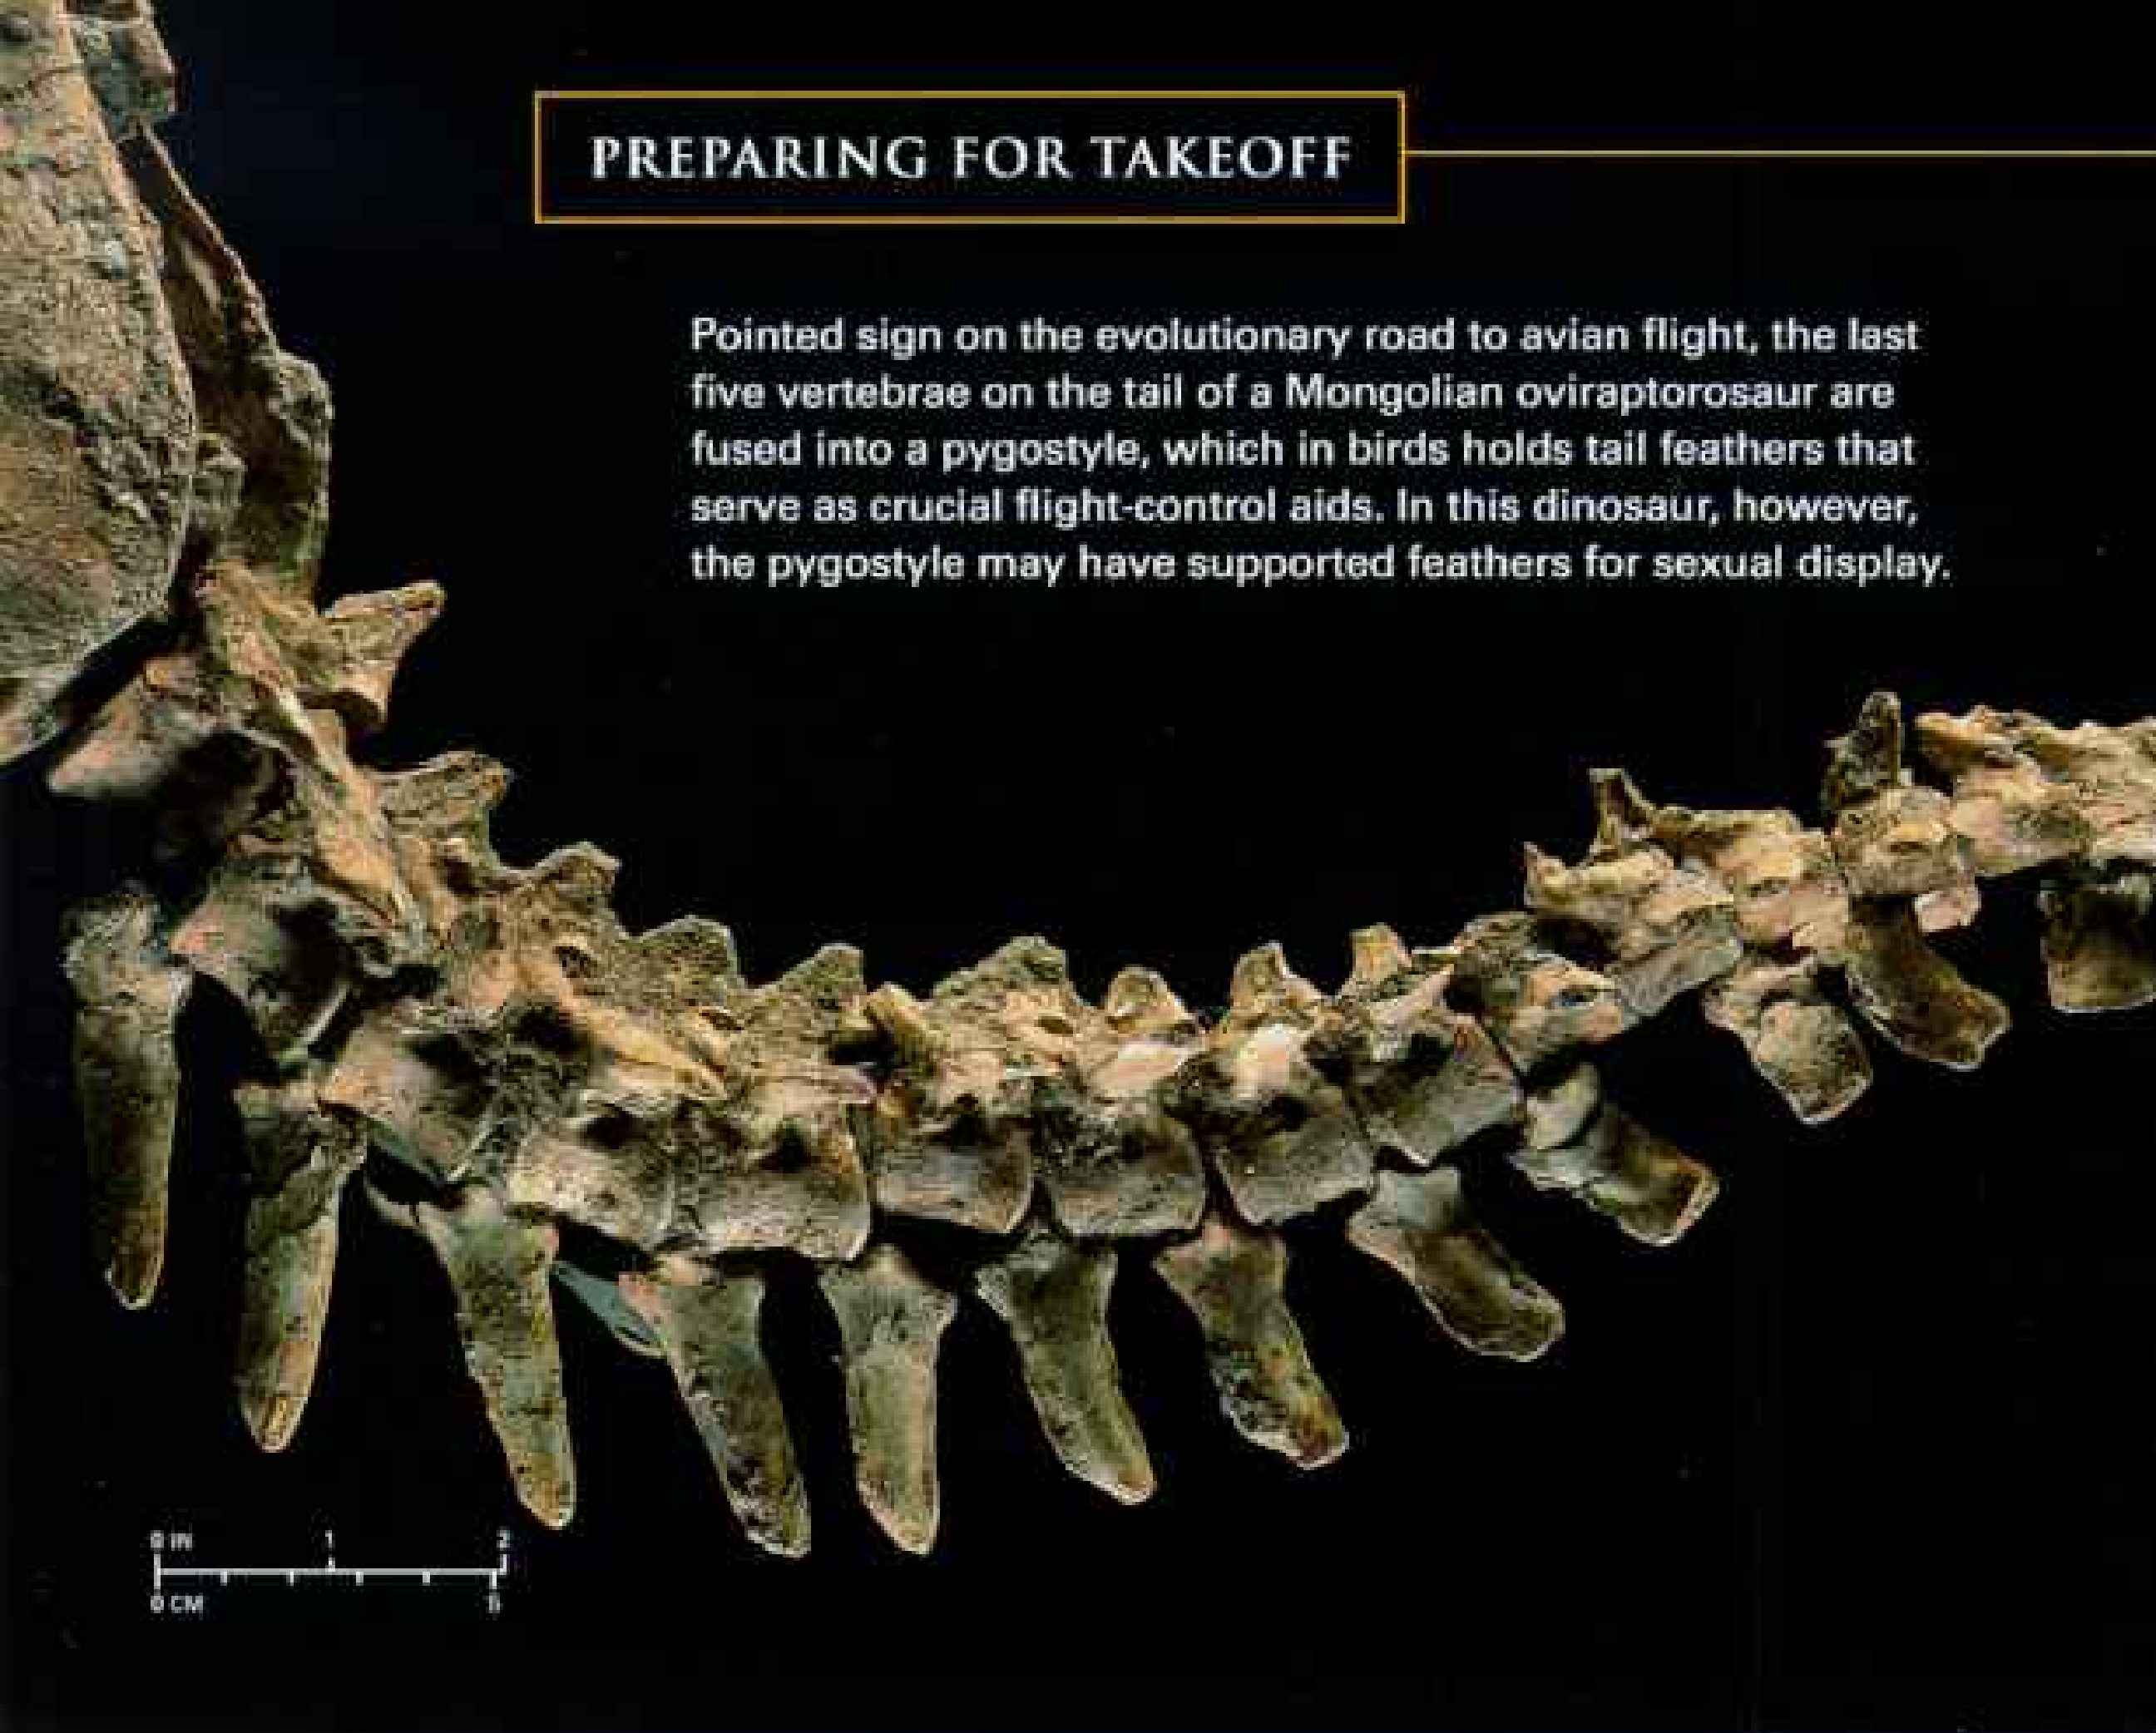 PREPARING FOR TAKEOFF
Pointed sign on the evolutionary road to avian flight, the last
five vertebrae on the tail of a Mongolian oviraptorosaur are
fused into a pygostyle, which in birds holds tail feathers that
serve as crucial flight-control aids. In this dinosaur, however,
the pygostyle may have supported feathers for sexual display.
0 IN 1 2
0 CM 5